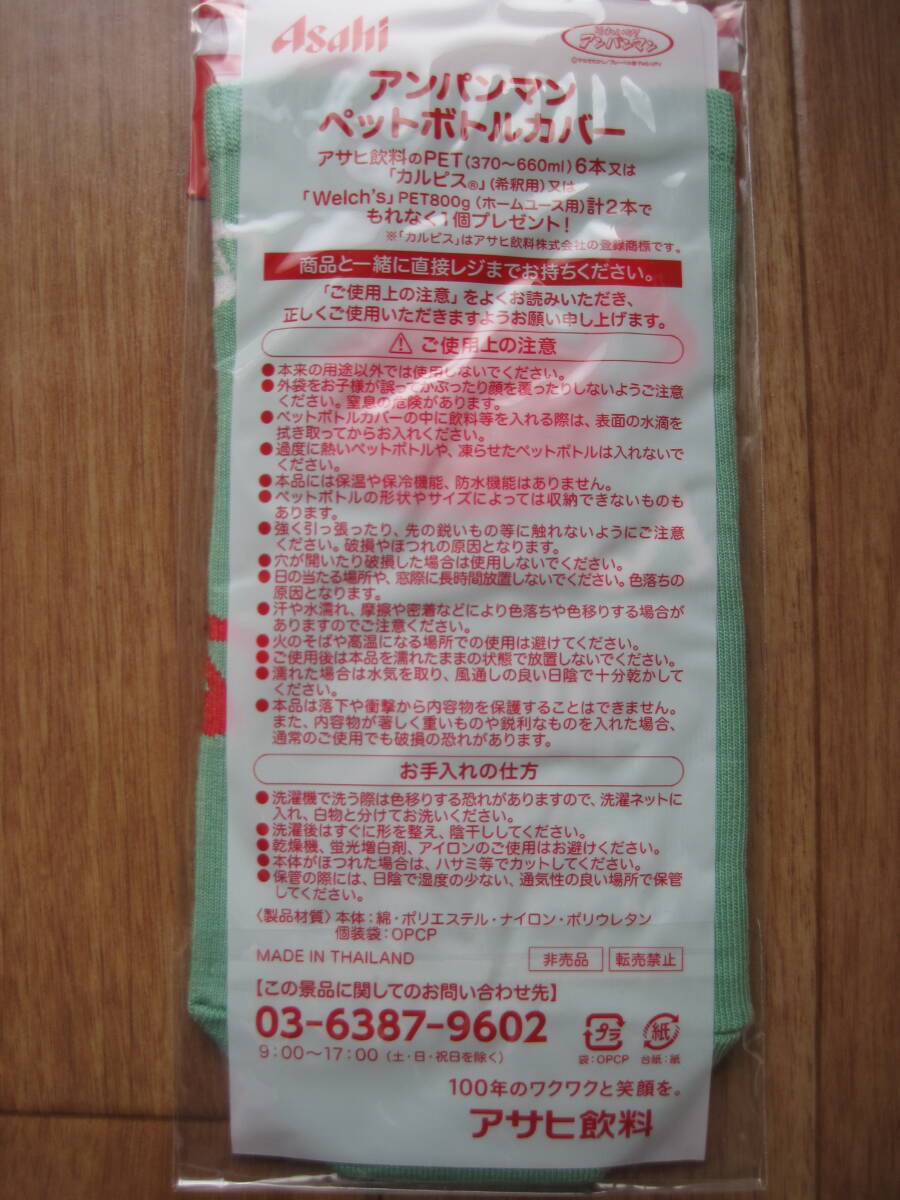 Asahi
それいけ!
アンパンマン
アンパンマン
ペットボトルカバー
アサヒ飲料のPET(370〜660ml)6本又は
「カルピス®」(希釈用)又は
「Welch's」PET800g(ホームユース用)計2本で
もれなく1個プレゼント!
※「カルピス」はアサヒ飲料株式会社の登録商標です。
商品と一緒に直接レジまでお持ちください。
「ご使用上の注意」をよくお読みいただき、
正しくご使用いただきますようお願い申し上げます。
⚠ ご使用上の注意
●本来の用途以外では使用しないでください。
●外袋をお子様が誤ってかぶったり顔を覆ったりしないようご注意
ください。窒息の危険があります。
●ペットボトルカバーの中に飲料等を入れる際は、表面の水滴を
拭き取ってからお入れください。
●過度に熱いペットボトルや、凍らせたペットボトルは入れないで
ください。
●本品には保温や保冷機能、防水機能はありません。
●ペットボトルの形状やサイズによっては収納できないものも
あります。
●強く引っ張ったり、先の鋭いもの等に触れないようにご注意
ください。破損やほつれの原因となります。
●穴が開いたり破損した場合は使用しないでください。
●日の当たる場所や、窓際に長時間放置しないでください。色落ちの
原因となります。
●汗や水濡れ、摩擦や密着などにより色落ちや色移りする場合が
ありますのでご注意ください。
●火のそばや高温になる場所での使用は避けてください。
●ご使用後は本品を濡れたままの状態で放置しないでください。
●濡れた場合は水気を取り、風通しの良い日陰で十分乾かして
ください。
●本品は落下や衝撃から内容物を保護することはできません。
また、内容物が著しく重いものや鋭利なものを入れた場合、
通常のご使用でも破損の恐れがあります。
お手入れの仕方
●洗濯機で洗う際は色移りする恐れがありますので、洗濯ネットに
入れ、白物と分けてお洗いください。
●洗濯後はすぐに形を整え、陰干ししてください。
●乾燥機、蛍光増白剤、アイロンのご使用はお避けください。
●本体がほつれた場合は、ハサミ等でカットしてください。
●保管の際には、日陰で湿度の少ない、通気性の良い場所で保管
してください。
〈製品材質〉本体：綿・ポリエステル・ナイロン・ポリウレタン
個装袋：OPCP
MADE IN THAILAND 非売品 転売禁止
【この景品に関してのお問い合わせ先】
03-6387-9602
9:00〜17:00(土・日・祝日を除く)
プラ 紙
袋：OPCP 台紙：紙
100年のワクワクと笑顔を。
アサヒ飲料